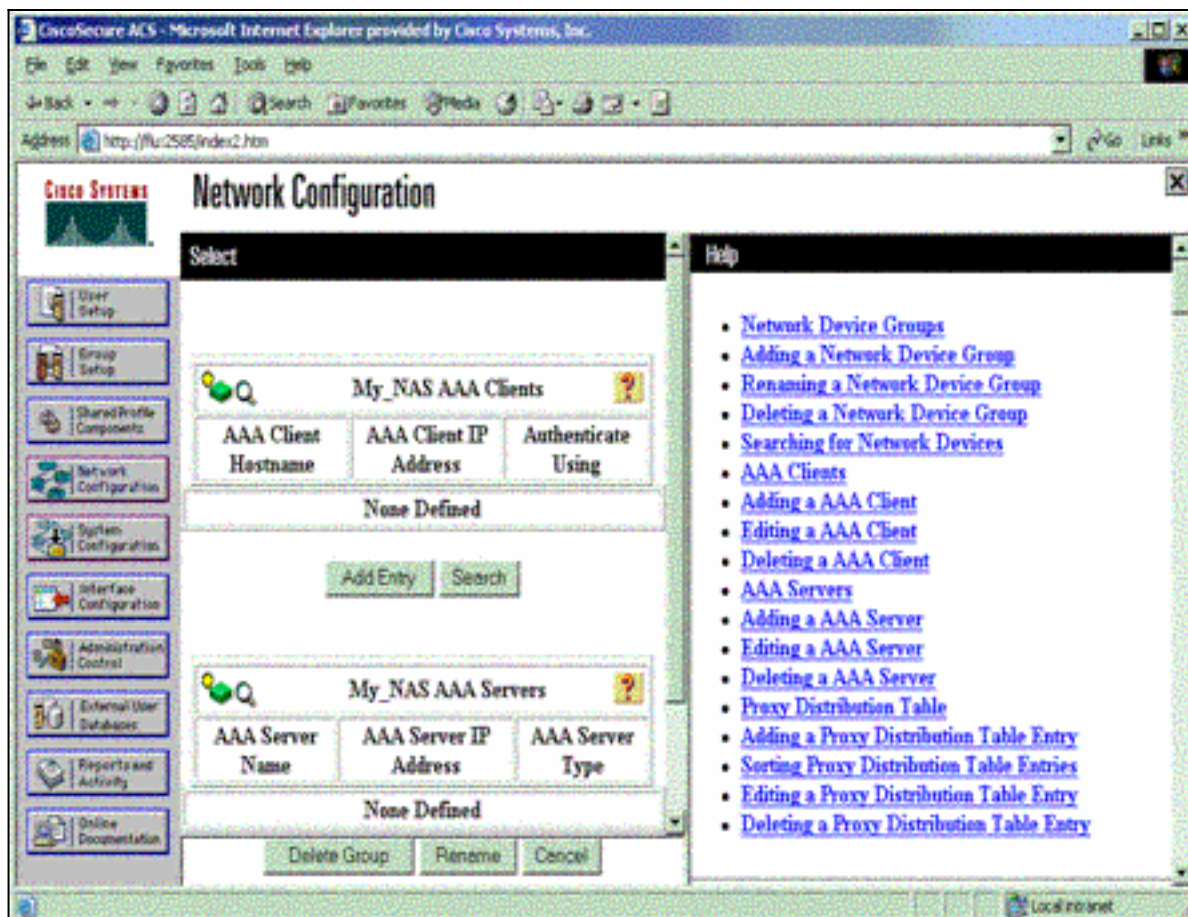 CiscoSecure ACS - Microsoft Internet Explorer provided by Cisco Systems, Inc.
File Edit View Favorites Tools Help
Back Search Favorites Media
Address http://flu:2585/index2.htm Go Links »
CISCO SYSTEMS
Network Configuration
User Setup
Group Setup
Shared Profile Components
Network Configuration
System Configuration
Interface Configuration
Administration Control
External User Databases
Reports and Activity
Online Documentation
Select
My_NAS AAA Clients ?
AAA Client Hostname
AAA Client IP Address
Authenticate Using
None Defined
Add Entry Search
My_NAS AAA Servers ?
AAA Server Name
AAA Server IP Address
AAA Server Type
None Defined
Delete Group Rename Cancel
Help
Network Device Groups
Adding a Network Device Group
Renaming a Network Device Group
Deleting a Network Device Group
Searching for Network Devices
AAA Clients
Adding a AAA Client
Editing a AAA Client
Deleting a AAA Client
AAA Servers
Adding a AAA Server
Editing a AAA Server
Deleting a AAA Server
Proxy Distribution Table
Adding a Proxy Distribution Table Entry
Sorting Proxy Distribution Table Entries
Editing a Proxy Distribution Table Entry
Deleting a Proxy Distribution Table Entry
Local intranet